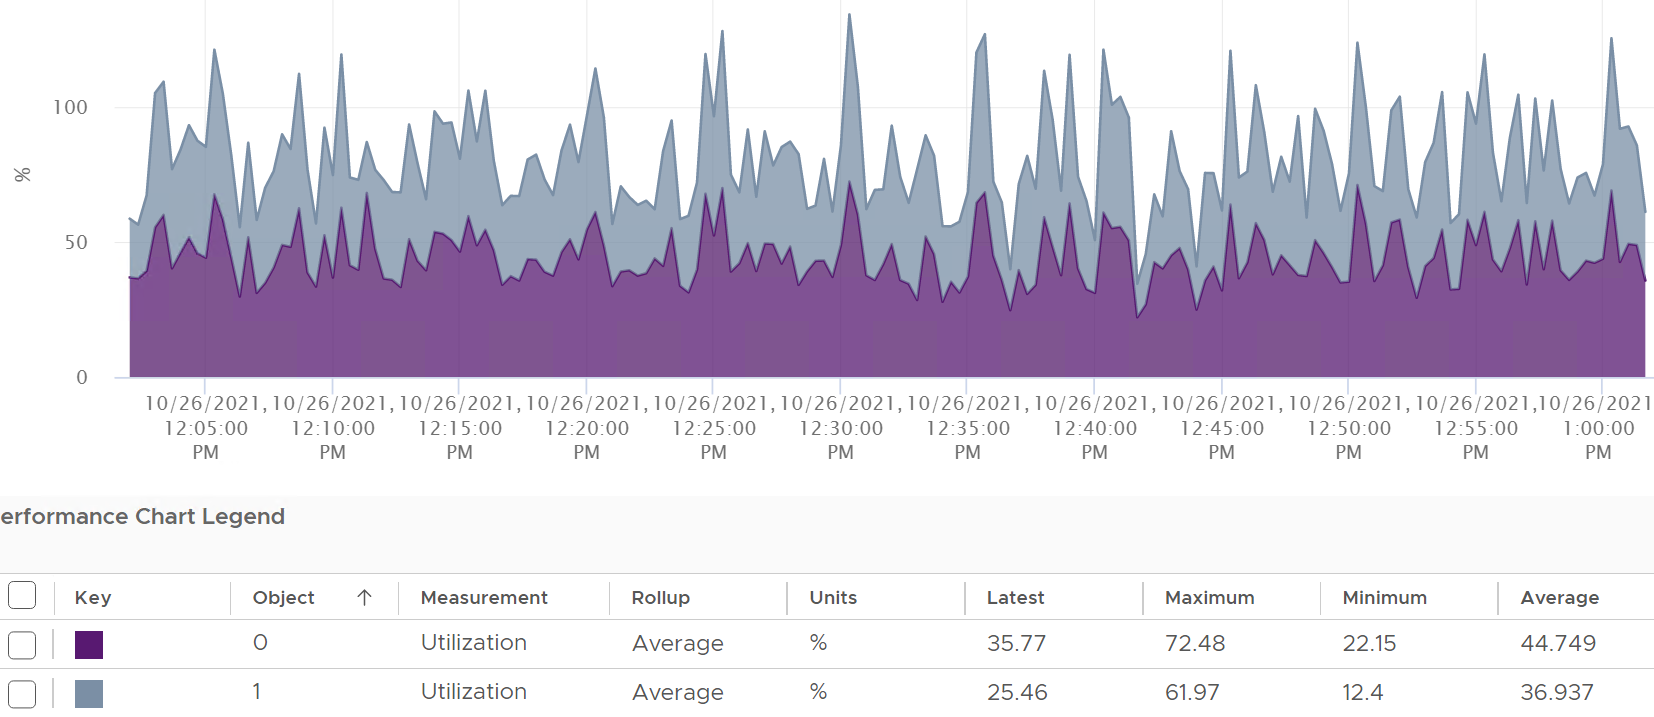 100
%
50
0
10/26/2021, 10/26/2021, 10/26/2021, 10/26/2021, 10/26/2021, 10/26/2021, 10/26/2021, 10/26/2021, 10/26/2021, 10/26/2021, 10/26/2021, 10/26/2021
12:05:00 12:10:00 12:15:00 12:20:00 12:25:00 12:30:00 12:35:00 12:40:00 12:45:00 12:50:00 12:55:00 1:00:00
PM PM PM PM PM PM PM PM PM PM PM PM
erformance Chart Legend
Key Object ↑ Measurement Rollup Units Latest Maximum Minimum Average
0 Utilization Average % 35.77 72.48 22.15 44.749
1 Utilization Average % 25.46 61.97 12.4 36.937